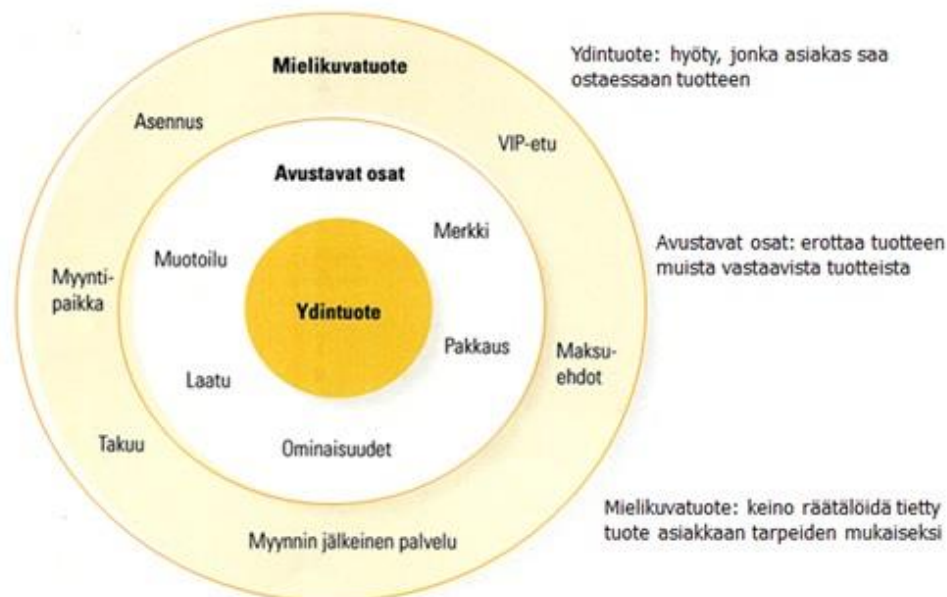 Mielikuvatuote
Asennus
VIP-etu
Avustavat osat
Merkki
Muotoilu
Myynti-
paikka
Ydintuote
Pakkaus
Maksu-
ehdot
Laatu
Takuu
Ominaisuudet
Myynnin jälkeinen palvelu
Ydintuote: hyöty, jonka asiakas saa
ostaessaan tuotteen
Avustavat osat: erottaa tuotteen
muista vastaavista tuotteista
Mielikuvatuote: keino räätälöidä tietty
tuote asiakkaan tarpeiden mukaiseksi